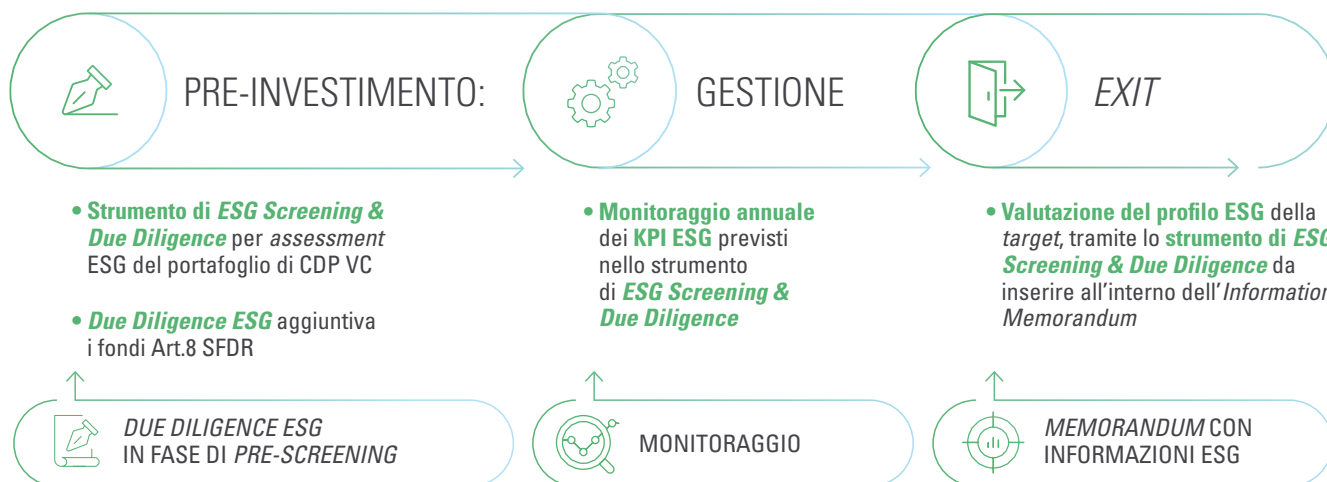 PRE-INVESTIMENTO:
• Strumento di ESG Screening &
Due Diligence per assessment
ESG del portafoglio di CDP VC
• Due Diligence ESG aggiuntiva
i fondi Art.8 SFDR
DUE DILIGENCE ESG
IN FASE DI PRE-SCREENING
GESTIONE
• Monitoraggio annuale
dei KPI ESG previsti
nello strumento
di ESG Screening &
Due Diligence
MONITORAGGIO
EXIT
• Valutazione del profilo ESG della
target, tramite lo strumento di ESG
Screening & Due Diligence da
inserire all'interno dell'Information
Memorandum
MEMORANDUM CON
INFORMAZIONI ESG